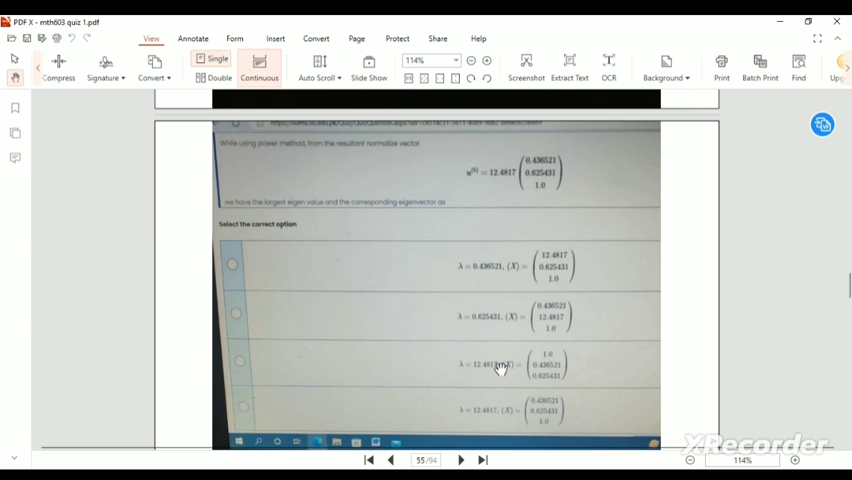 PDF X - mth603 quiz 1.pdf
View Annotate Form Insert Convert Page Protect Share Help
Compress Signature Convert Single Double Continuous Auto Scroll Slide Show 114% Screenshot Extract Text OCR Background Print Batch Print Find
While using power method, from the resultant normalize vector
u⁽⁶⁾ = 12.4817 (0.436521
0.625431
1.0)
we have the largest eigen value and the corresponding eigenvector as
Select the correct option
λ = 0.436521, (X) = (12.4817
0.625431
1.0)
λ = 0.625431, (X) = (0.436521
12.4817
1.0)
λ = 12.4817, (X) = (1.0
0.436521
0.625431)
λ = 12.4817, (X) = (0.436521
0.625431
1.0)
XRecorder
55/94 114%